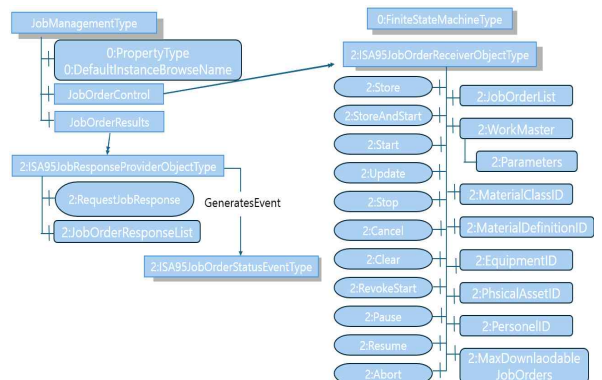 JobManagementType
0:PropertyType
0:DefaultInstanceBrowseName
JobOrderControl
JobOrderResults
2:ISA95JobResponseProviderObjectType
2:RequestJobResponse
2:JobOrderResponseList
GeneratesEvent
2:ISA95JobOrderStatusEventType
0:FiniteStateMachineType
2:ISA95JobOrderReceiverObjectType
2:Store
2:StoreAndStart
2:Start
2:Update
2:Stop
2:Cancel
2:Clear
2:RevokeStart
2:Pause
2:Resume
2:Abort
2:JobOrderList
2:WorkMaster
2:Parameters
2:MaterialClassID
2:MaterialDefinitionID
2:EquipmentID
2:PhsicalAssetID
2:PersonelID
2:MaxDownlaodable
JobOrders